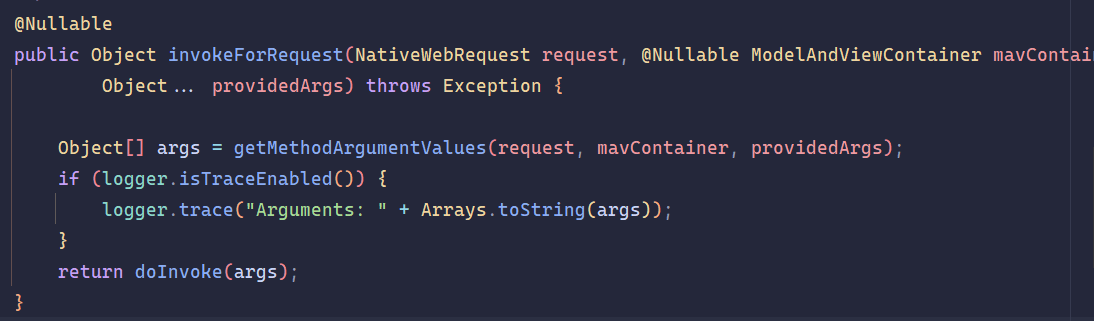 @Nullable
public Object invokeForRequest(NativeWebRequest request, @Nullable ModelAndViewContainer mavContai
Object... providedArgs) throws Exception {
Object[] args = getMethodArgumentValues(request, mavContainer, providedArgs);
if (logger.isTraceEnabled()) {
logger.trace("Arguments: " + Arrays.toString(args));
}
return doInvoke(args);
}